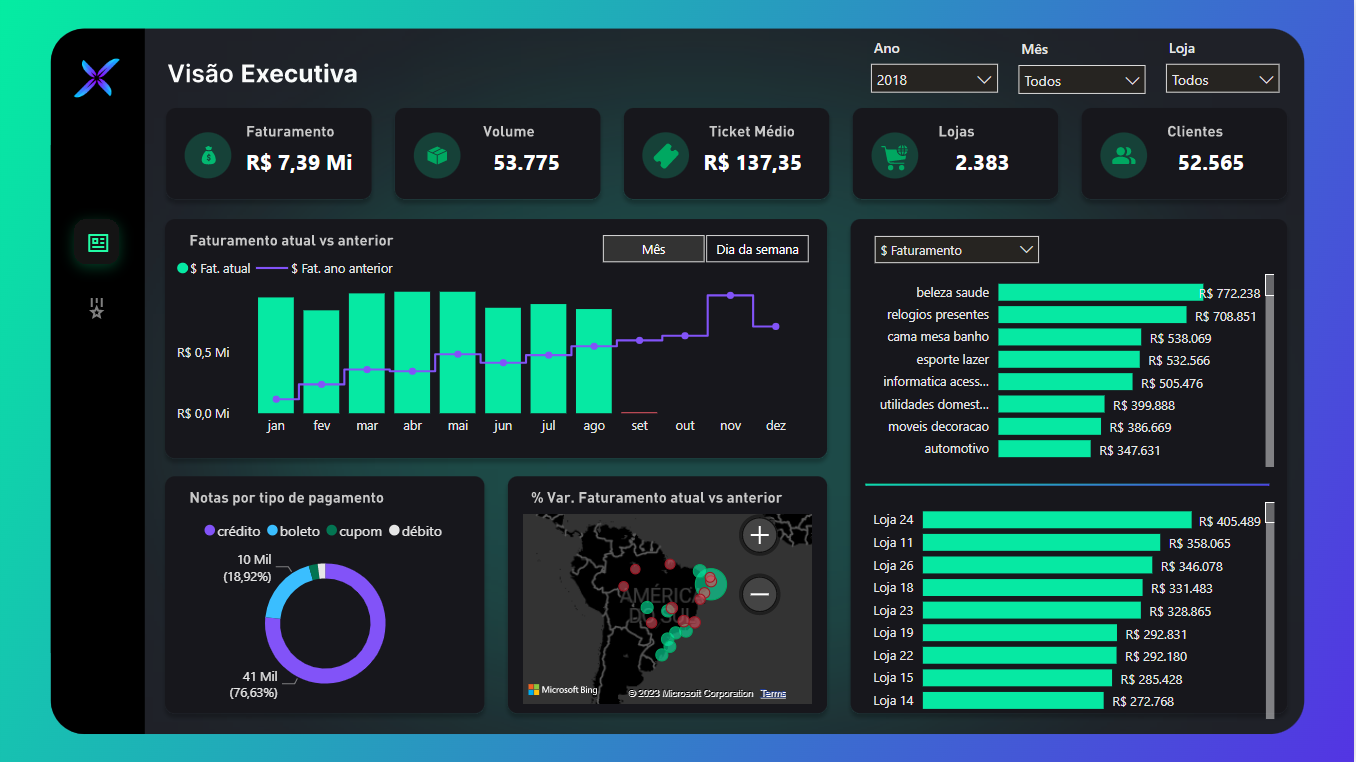 Visão Executiva
Ano
Mês
Loja
2018
Todos
Todos
Faturamento
R$ 7,39 Mi
Volume
53.775
Ticket Médio
R$ 137,35
Lojas
2.383
Clientes
52.565
Faturamento atual vs anterior
Mês
Dia da semana
$ Fat. atual
$ Fat. ano anterior
R$ 0,5 Mi
R$ 0,0 Mi
jan fev mar abr mai jun jul ago set out nov dez
$ Faturamento
beleza saude R$ 772.238
relogios presentes R$ 708.851
cama mesa banho R$ 538.069
esporte lazer R$ 532.566
informatica acess... R$ 505.476
utilidades domest... R$ 399.888
moveis decoracao R$ 386.669
automotivo R$ 347.631
Notas por tipo de pagamento
crédito boleto cupom débito
10 Mil
(18,92%)
41 Mil
(76,63%)
% Var. Faturamento atual vs anterior
AMÉRICA
DO SUL
Microsoft Bing
© 2023 Microsoft Corporation Terms
Loja 24 R$ 405.489
Loja 11 R$ 358.065
Loja 26 R$ 346.078
Loja 18 R$ 331.483
Loja 23 R$ 328.865
Loja 19 R$ 292.831
Loja 22 R$ 292.180
Loja 15 R$ 285.428
Loja 14 R$ 272.768